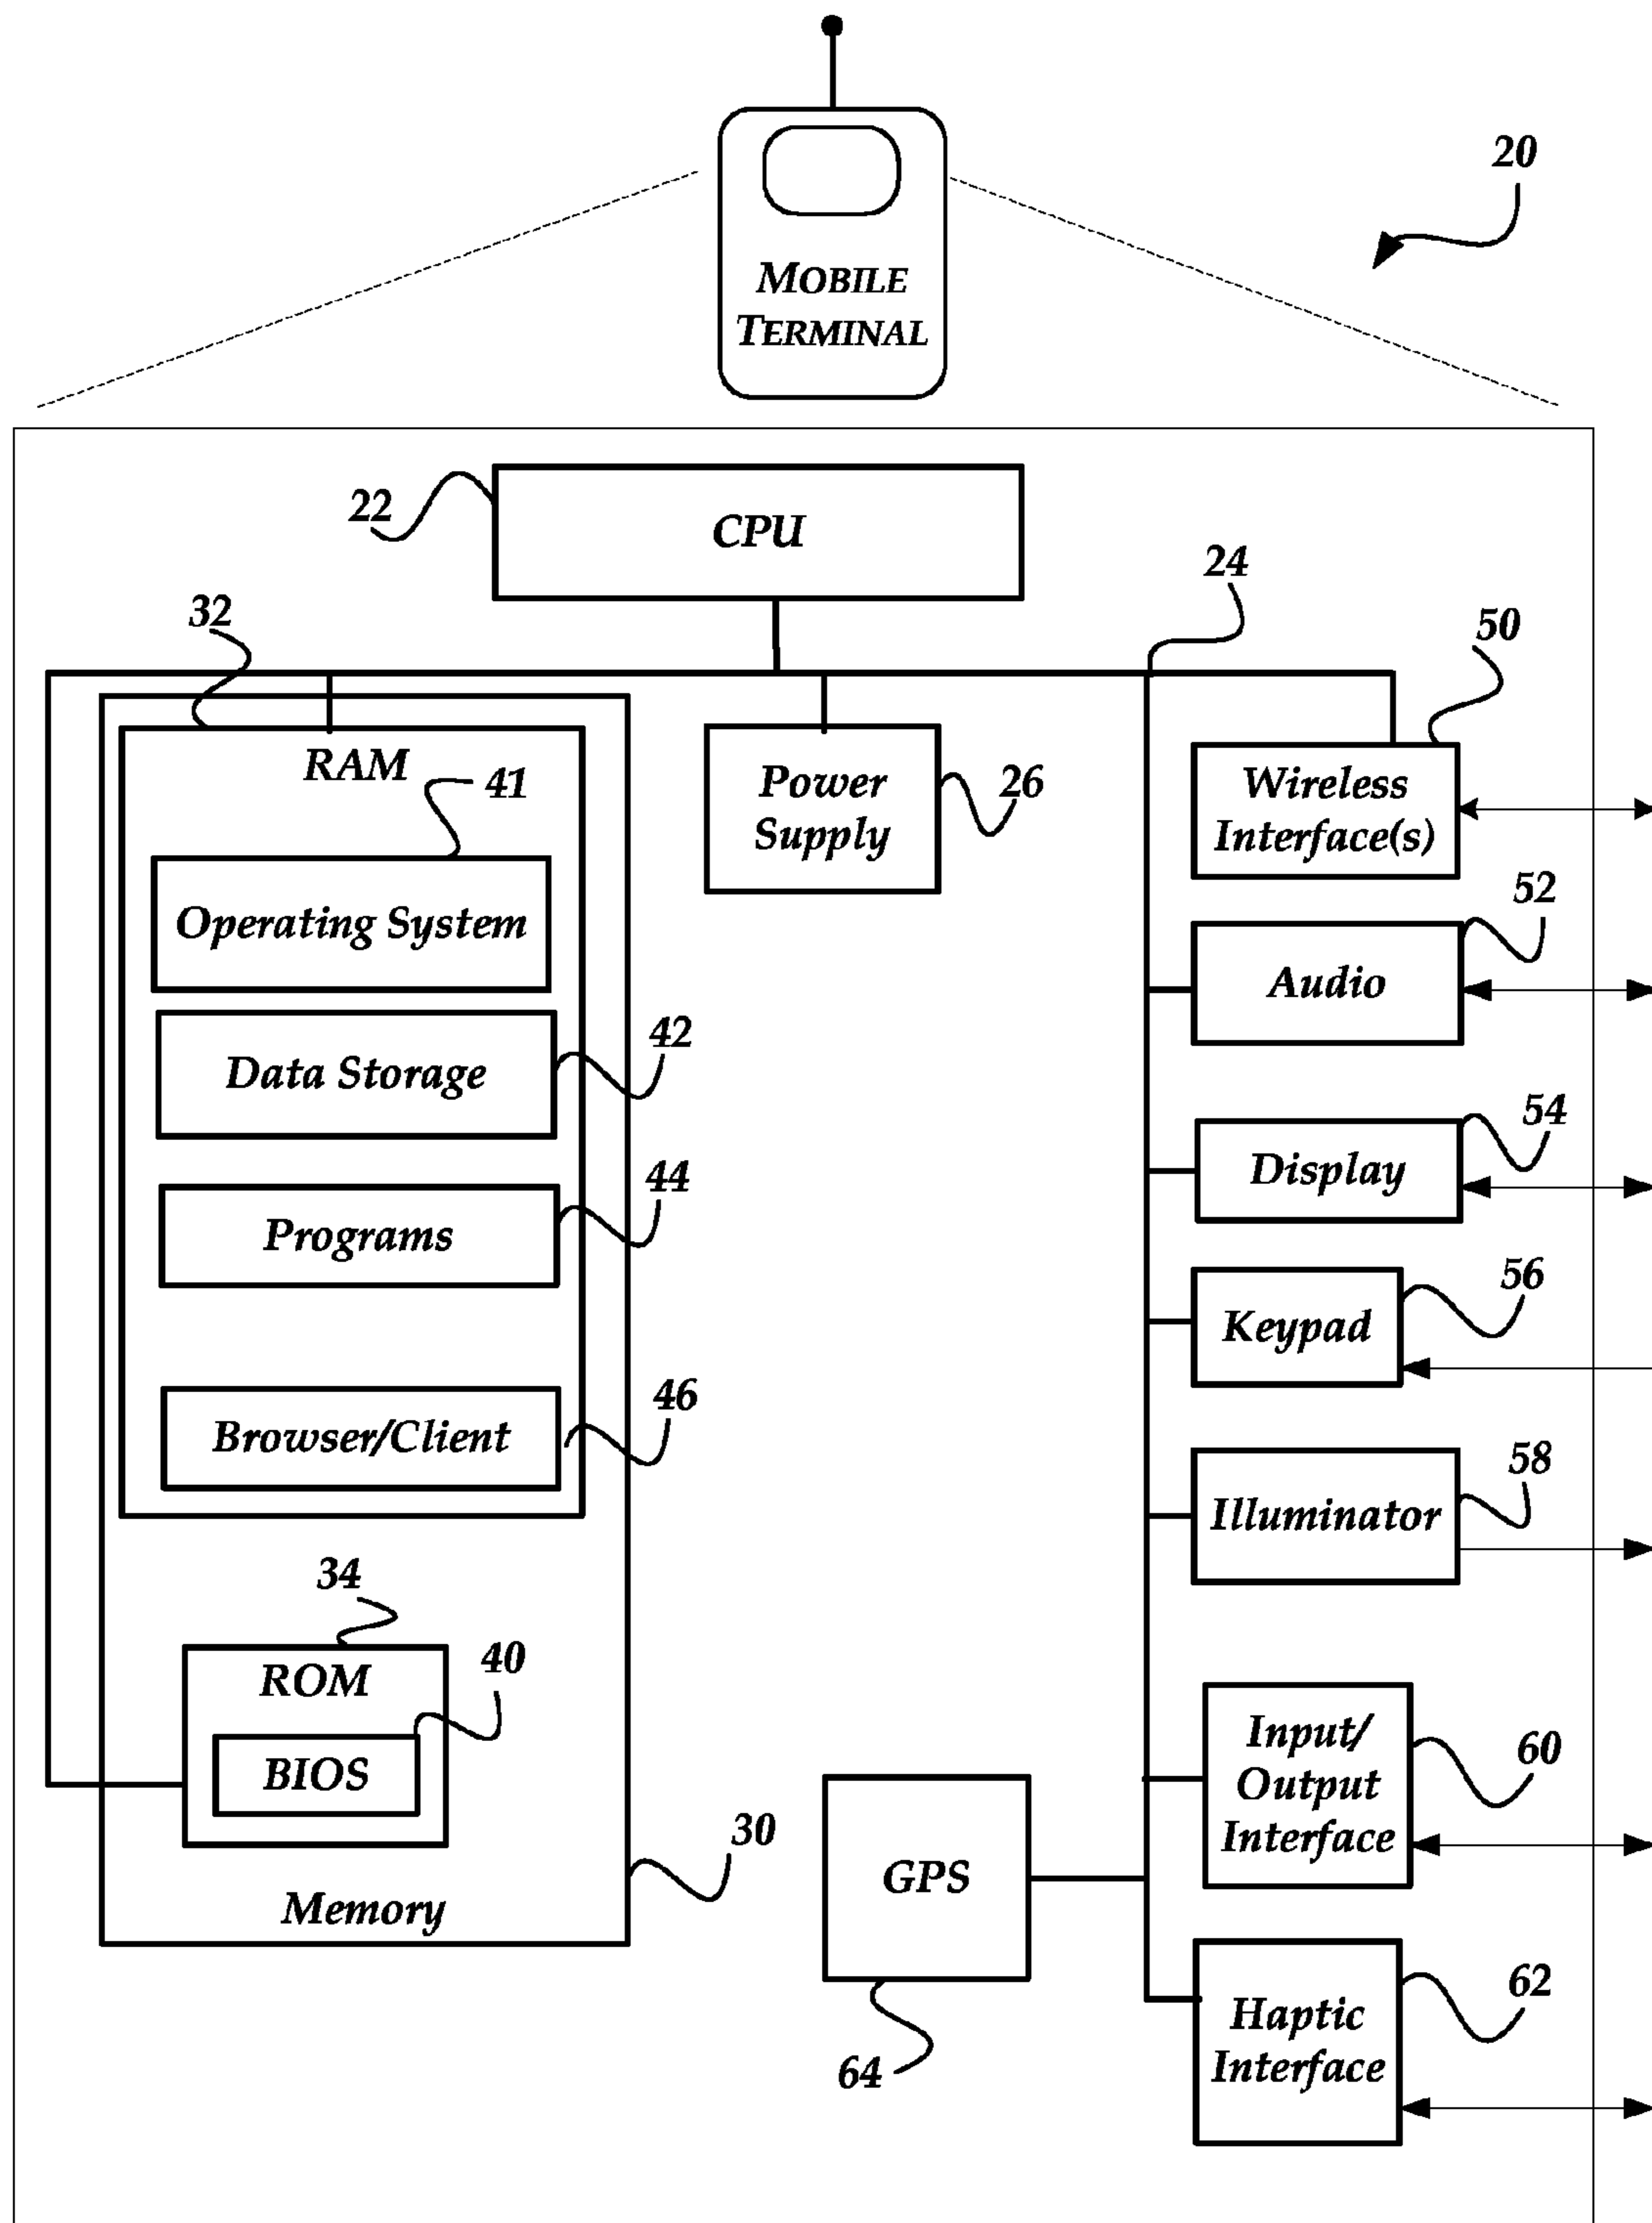 20
MOBILE
TERMINAL
22
CPU
24
32
50
RAM
41
Power
Supply
26
Wireless
Interface(s)
52
Operating System
Audio
42
Data Storage
54
Display
44
Programs
56
Keypad
46
Browser/Client
58
Illuminator
34
ROM
40
BIOS
Input/
Output
Interface
60
30
GPS
Memory
62
Haptic
Interface
64